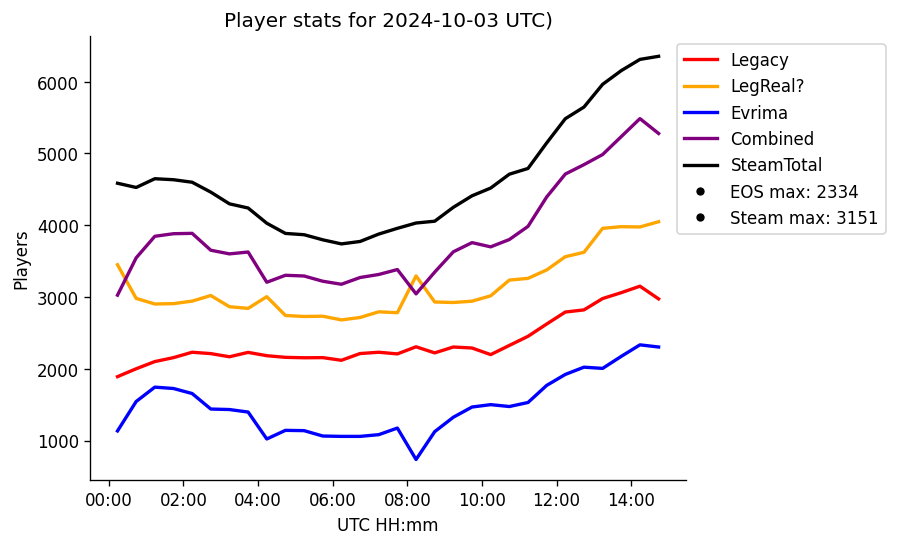 Player stats for 2024-10-03 UTC)
Legacy
LegReal?
Evrima
Combined
SteamTotal
EOS max: 2334
Steam max: 3151
Players
6000
5000
4000
3000
2000
1000
00:00 02:00 04:00 06:00 08:00 10:00 12:00 14:00
UTC HH:mm